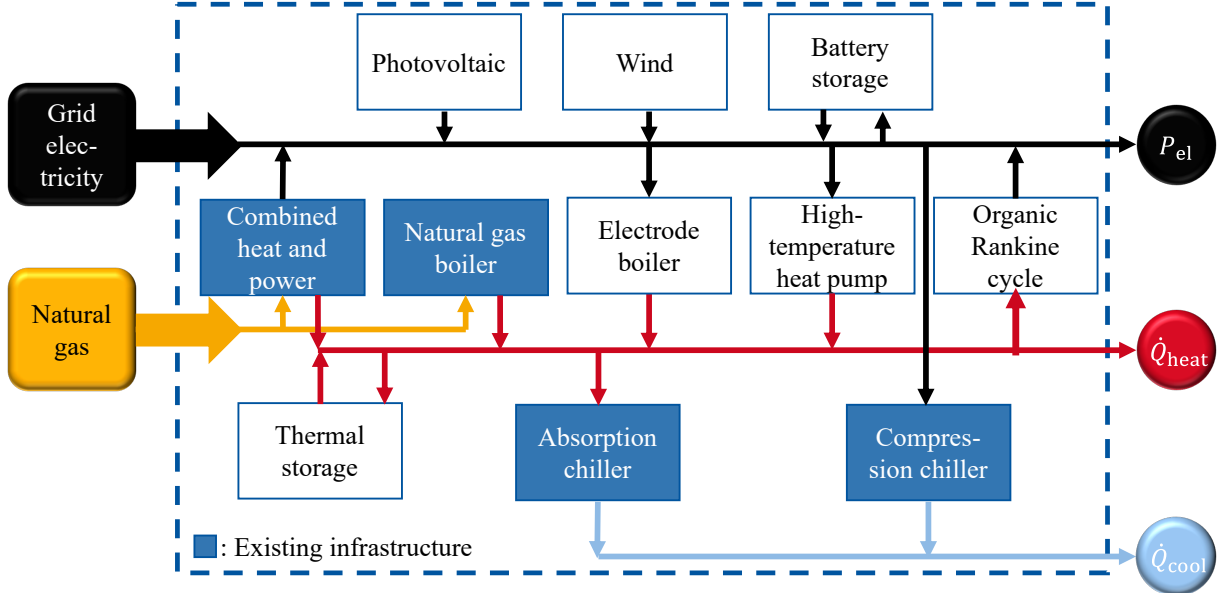 Photovoltaic
Wind
Battery
storage
Grid
elec-
tricity
P_el
Combined
heat and
power
Natural gas
boiler
Electrode
boiler
High-
temperature
heat pump
Organic
Rankine
cycle
Natural
gas
Q̇_heat
Thermal
storage
Absorption
chiller
Compres-
sion chiller
: Existing infrastructure
Q̇_cool